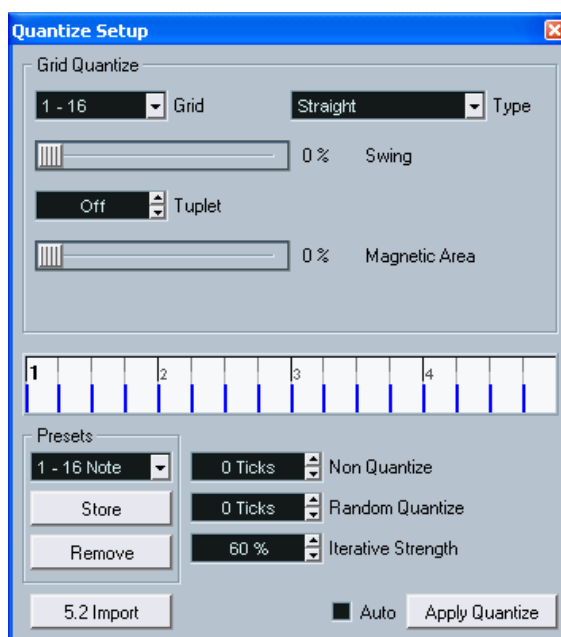 Quantize Setup
Grid Quantize
1 - 16 Grid Straight Type
0 % Swing
Off Tuplet
0 % Magnetic Area
1 2 3 4
Presets
1 - 16 Note 0 Ticks Non Quantize
Store 0 Ticks Random Quantize
Remove 60 % Iterative Strength
5.2 Import Auto Apply Quantize